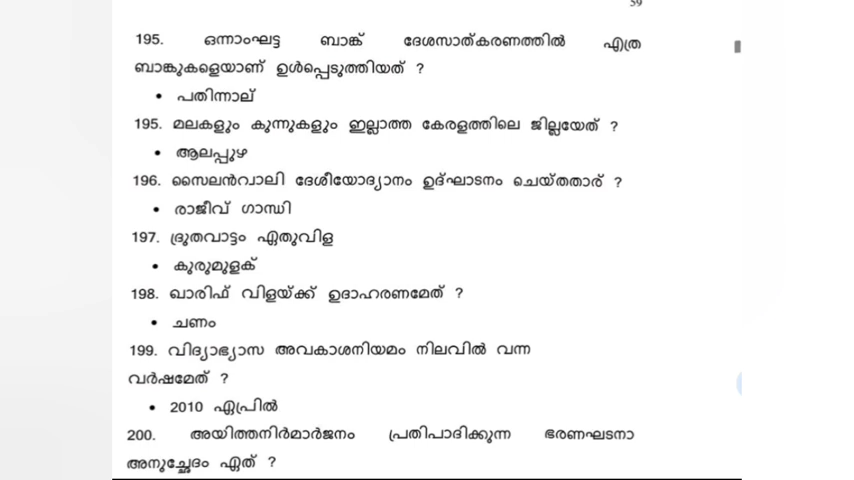 59
195. ഒന്നാംഘട്ട ബാങ്ക് ദേശസാത്കരണത്തിൽ എത്ര
ബാങ്കുകളെയാണ് ഉൾപ്പെടുത്തിയത് ?
• പതിന്നാല്
195. മലകളും കുന്നുകളും ഇല്ലാത്ത കേരളത്തിലെ ജില്ലയേത് ?
• ആലപ്പുഴ
196. സൈലൻവാലി ദേശീയോദ്യാനം ഉദ്ഘാടനം ചെയ്തതാര് ?
• രാജീവ് ഗാന്ധി
197. ദ്രുതവാട്ടം ഏതുവിള
• കുരുമുളക്
198. ഖാരിഫ് വിളയ്ക്ക് ഉദാഹരണമേത് ?
• ചണം
199. വിദ്യാഭ്യാസ അവകാശനിയമം നിലവിൽ വന്ന
വർഷമേത് ?
• 2010 ഏപ്രിൽ
200. അയിത്തനിർമാർജനം പ്രതിപാദിക്കുന്ന ഭരണഘടനാ
അനുച്ഛേദം ഏത് ?